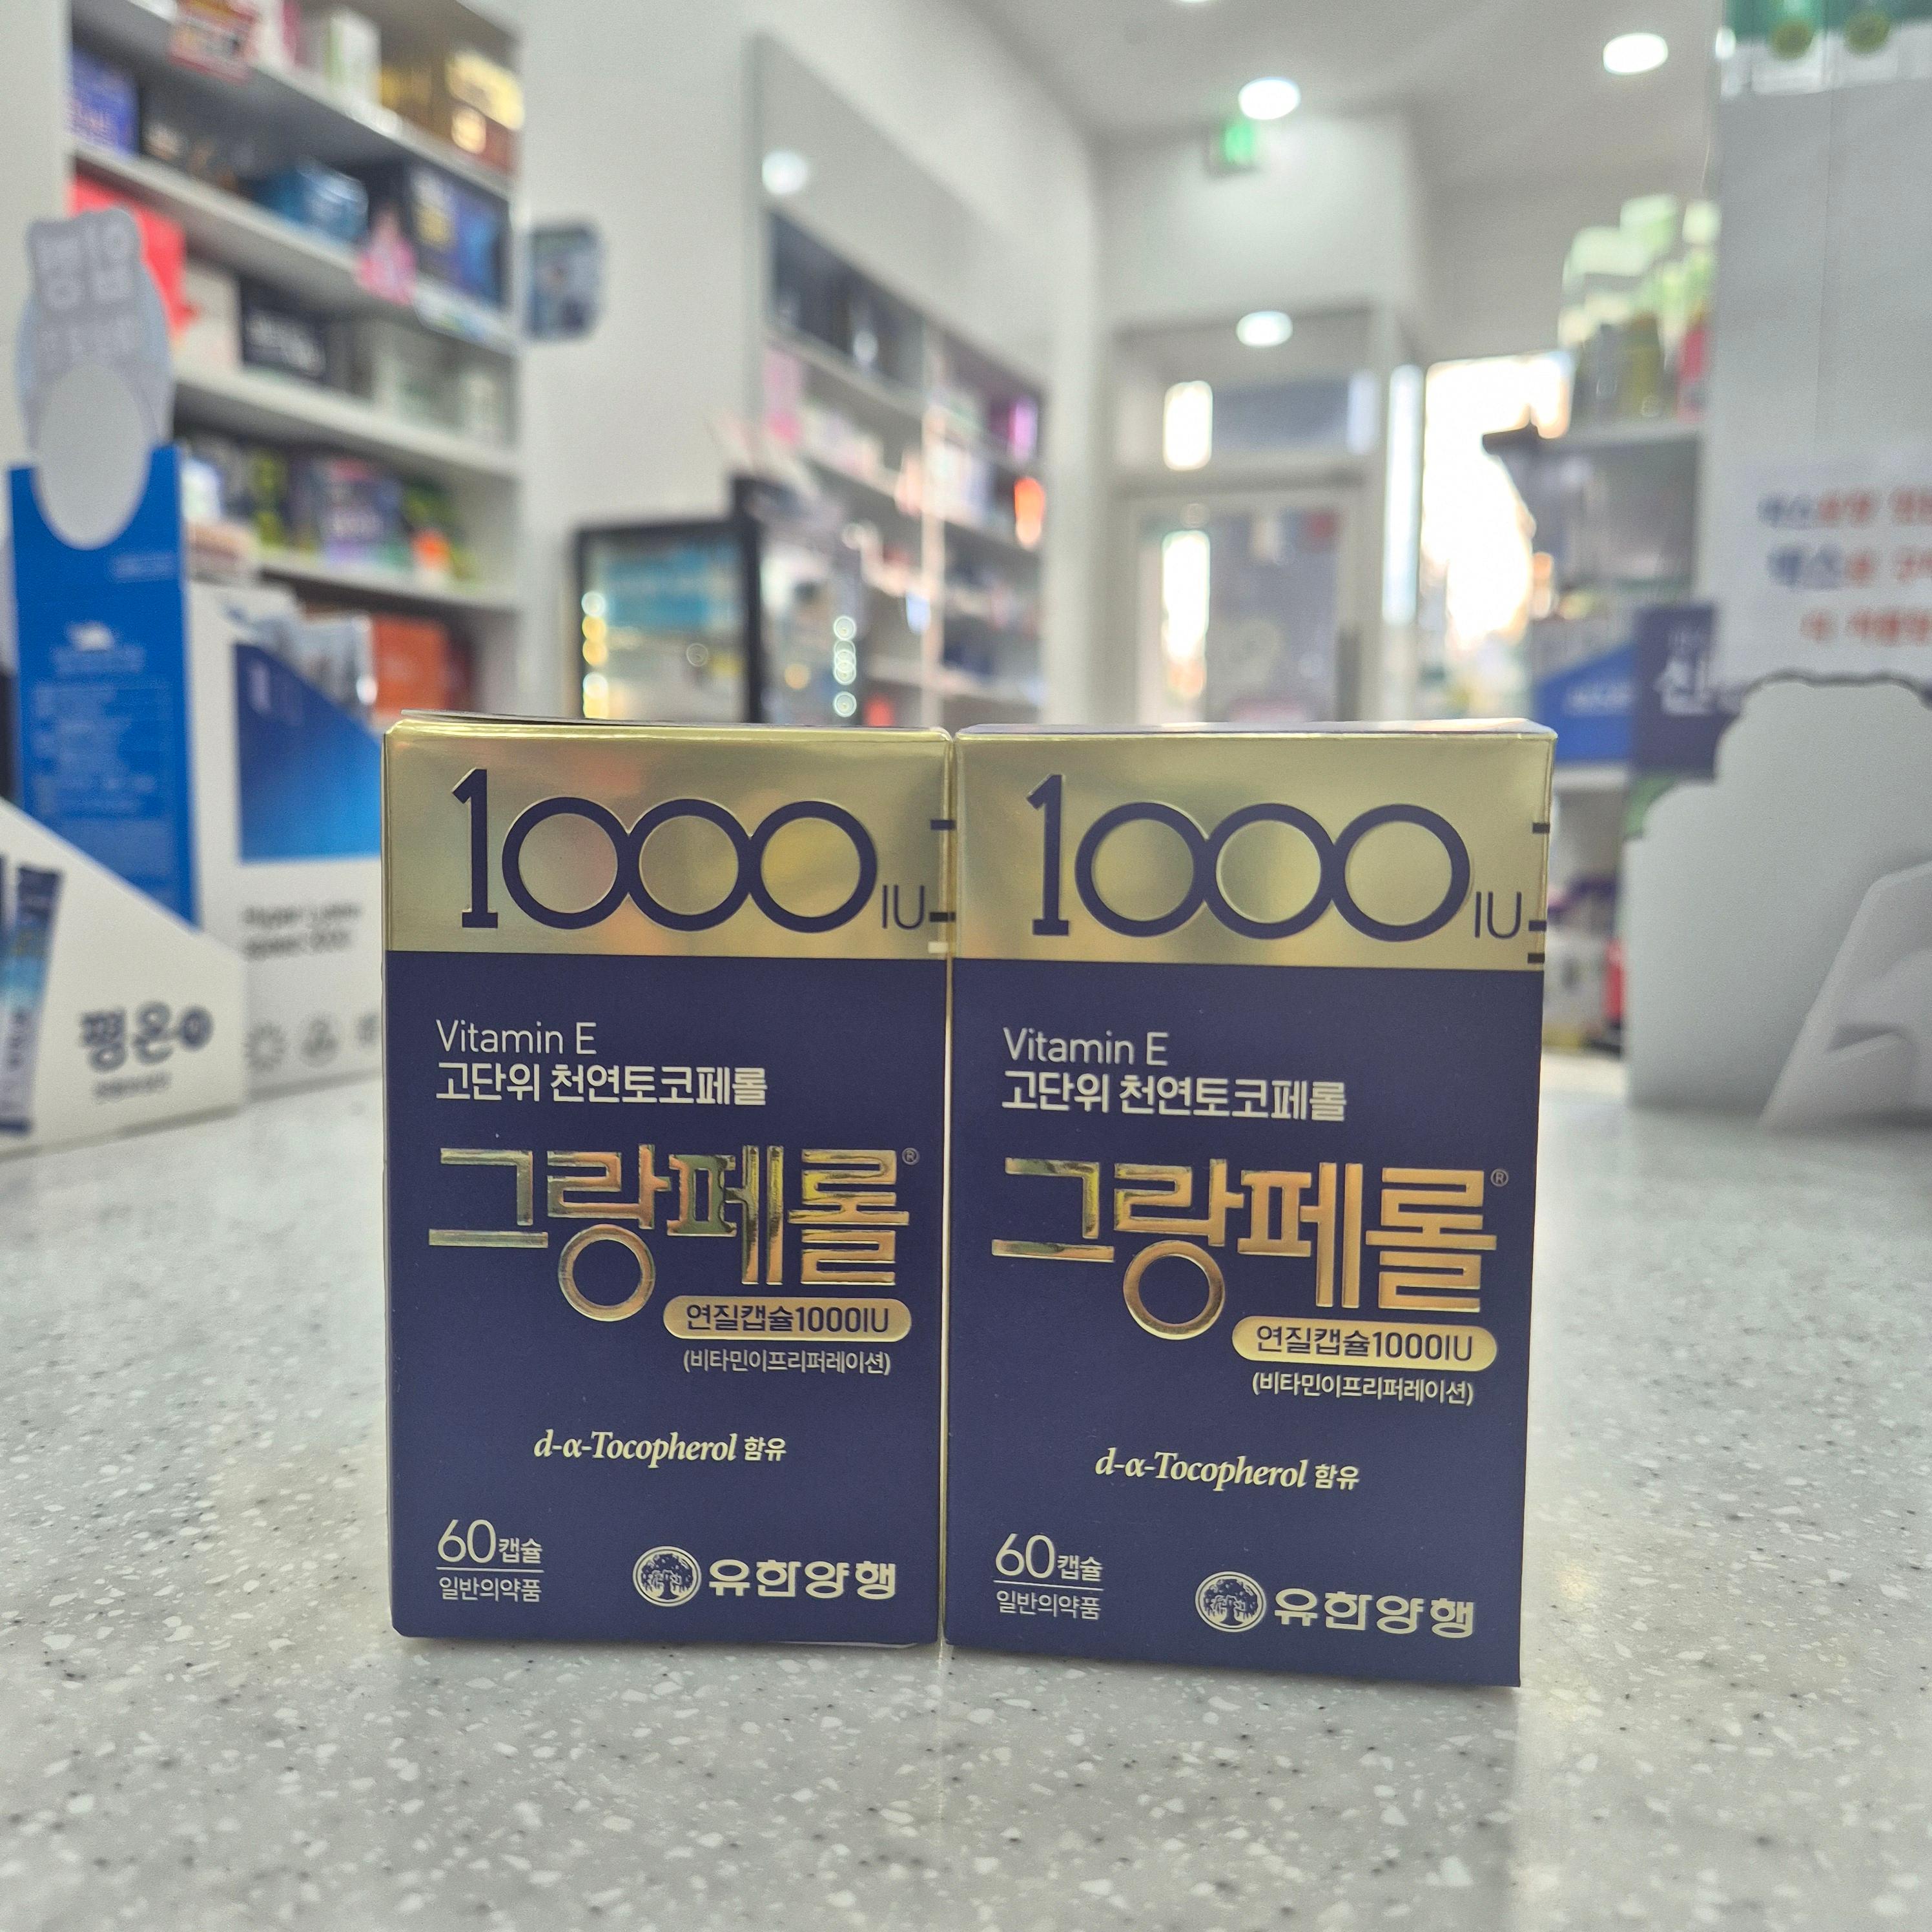 1000IU
Vitamin E
고단위 천연토코페롤
그랑페롤®
연질캡슐1000IU
(비타민이프리퍼레이션)
d-α-Tocopherol 함유
60캡슐
일반의약품
유한양행
1000IU
Vitamin E
고단위 천연토코페롤
그랑페롤®
연질캡슐1000IU
(비타민이프리퍼레이션)
d-α-Tocopherol 함유
60캡슐
일반의약품
유한양행
평온